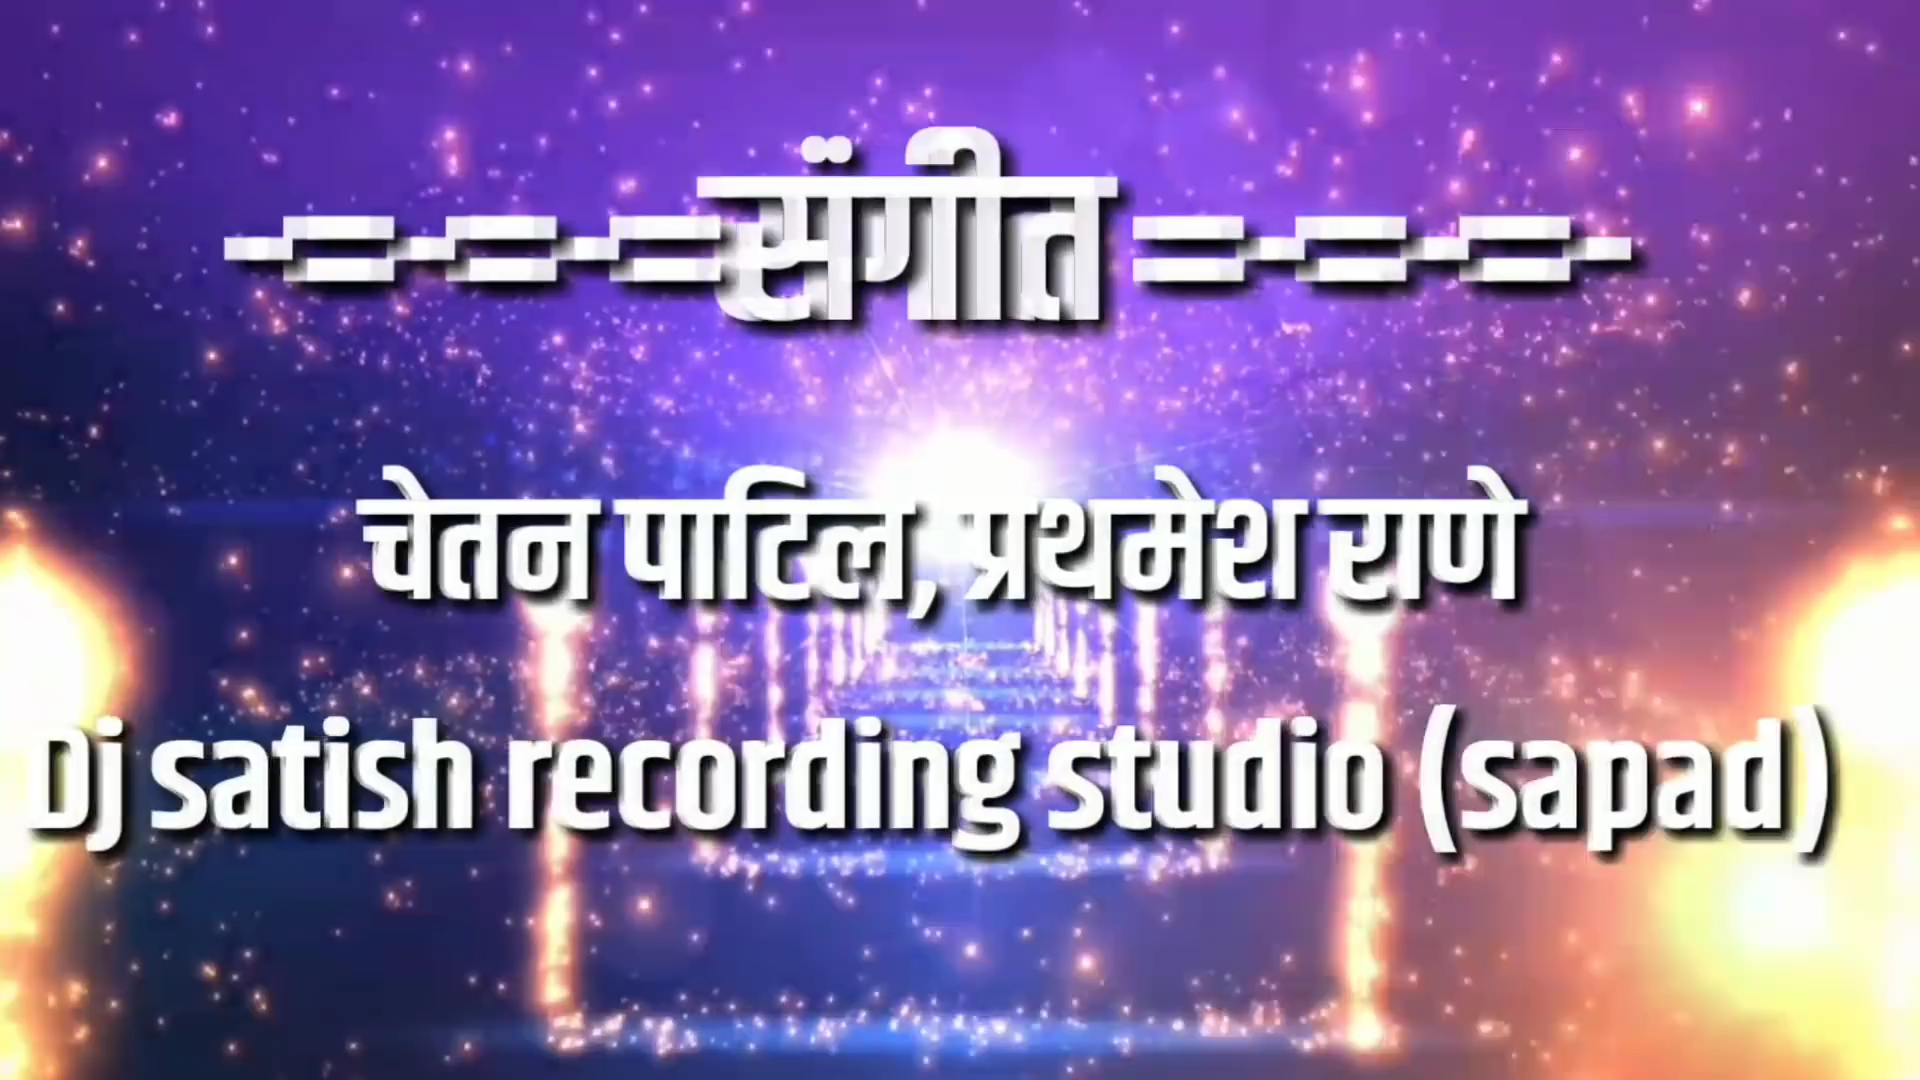 -=-=-=संगीत =-=-=-
चेतन पाटिल, प्रथमेश राणे
Dj satish recording studio (sapad)